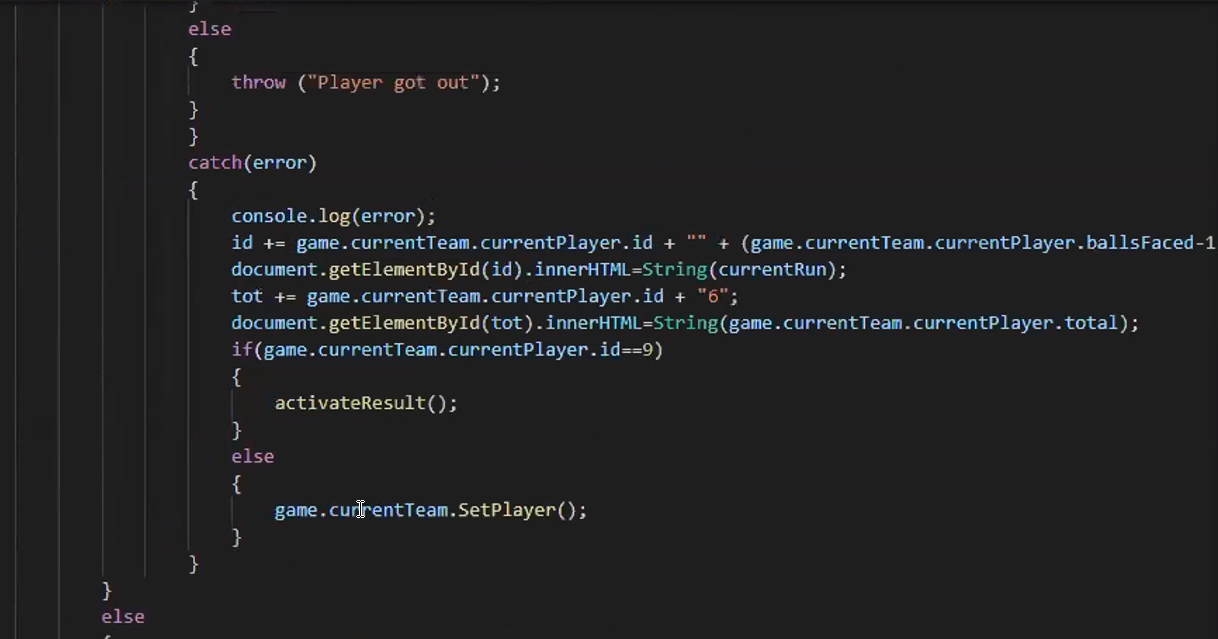 }
else
{
throw ("Player got out");
}
}
catch(error)
{
console.log(error);
id += game.currentTeam.currentPlayer.id + "" + (game.currentTeam.currentPlayer.ballsFaced-1
document.getElementById(id).innerHTML=String(currentRun);
tot += game.currentTeam.currentPlayer.id + "6";
document.getElementById(tot).innerHTML=String(game.currentTeam.currentPlayer.total);
if(game.currentTeam.currentPlayer.id==9)
{
activateResult();
}
else
{
game.currentTeam.SetPlayer();
}
}
}
else
{